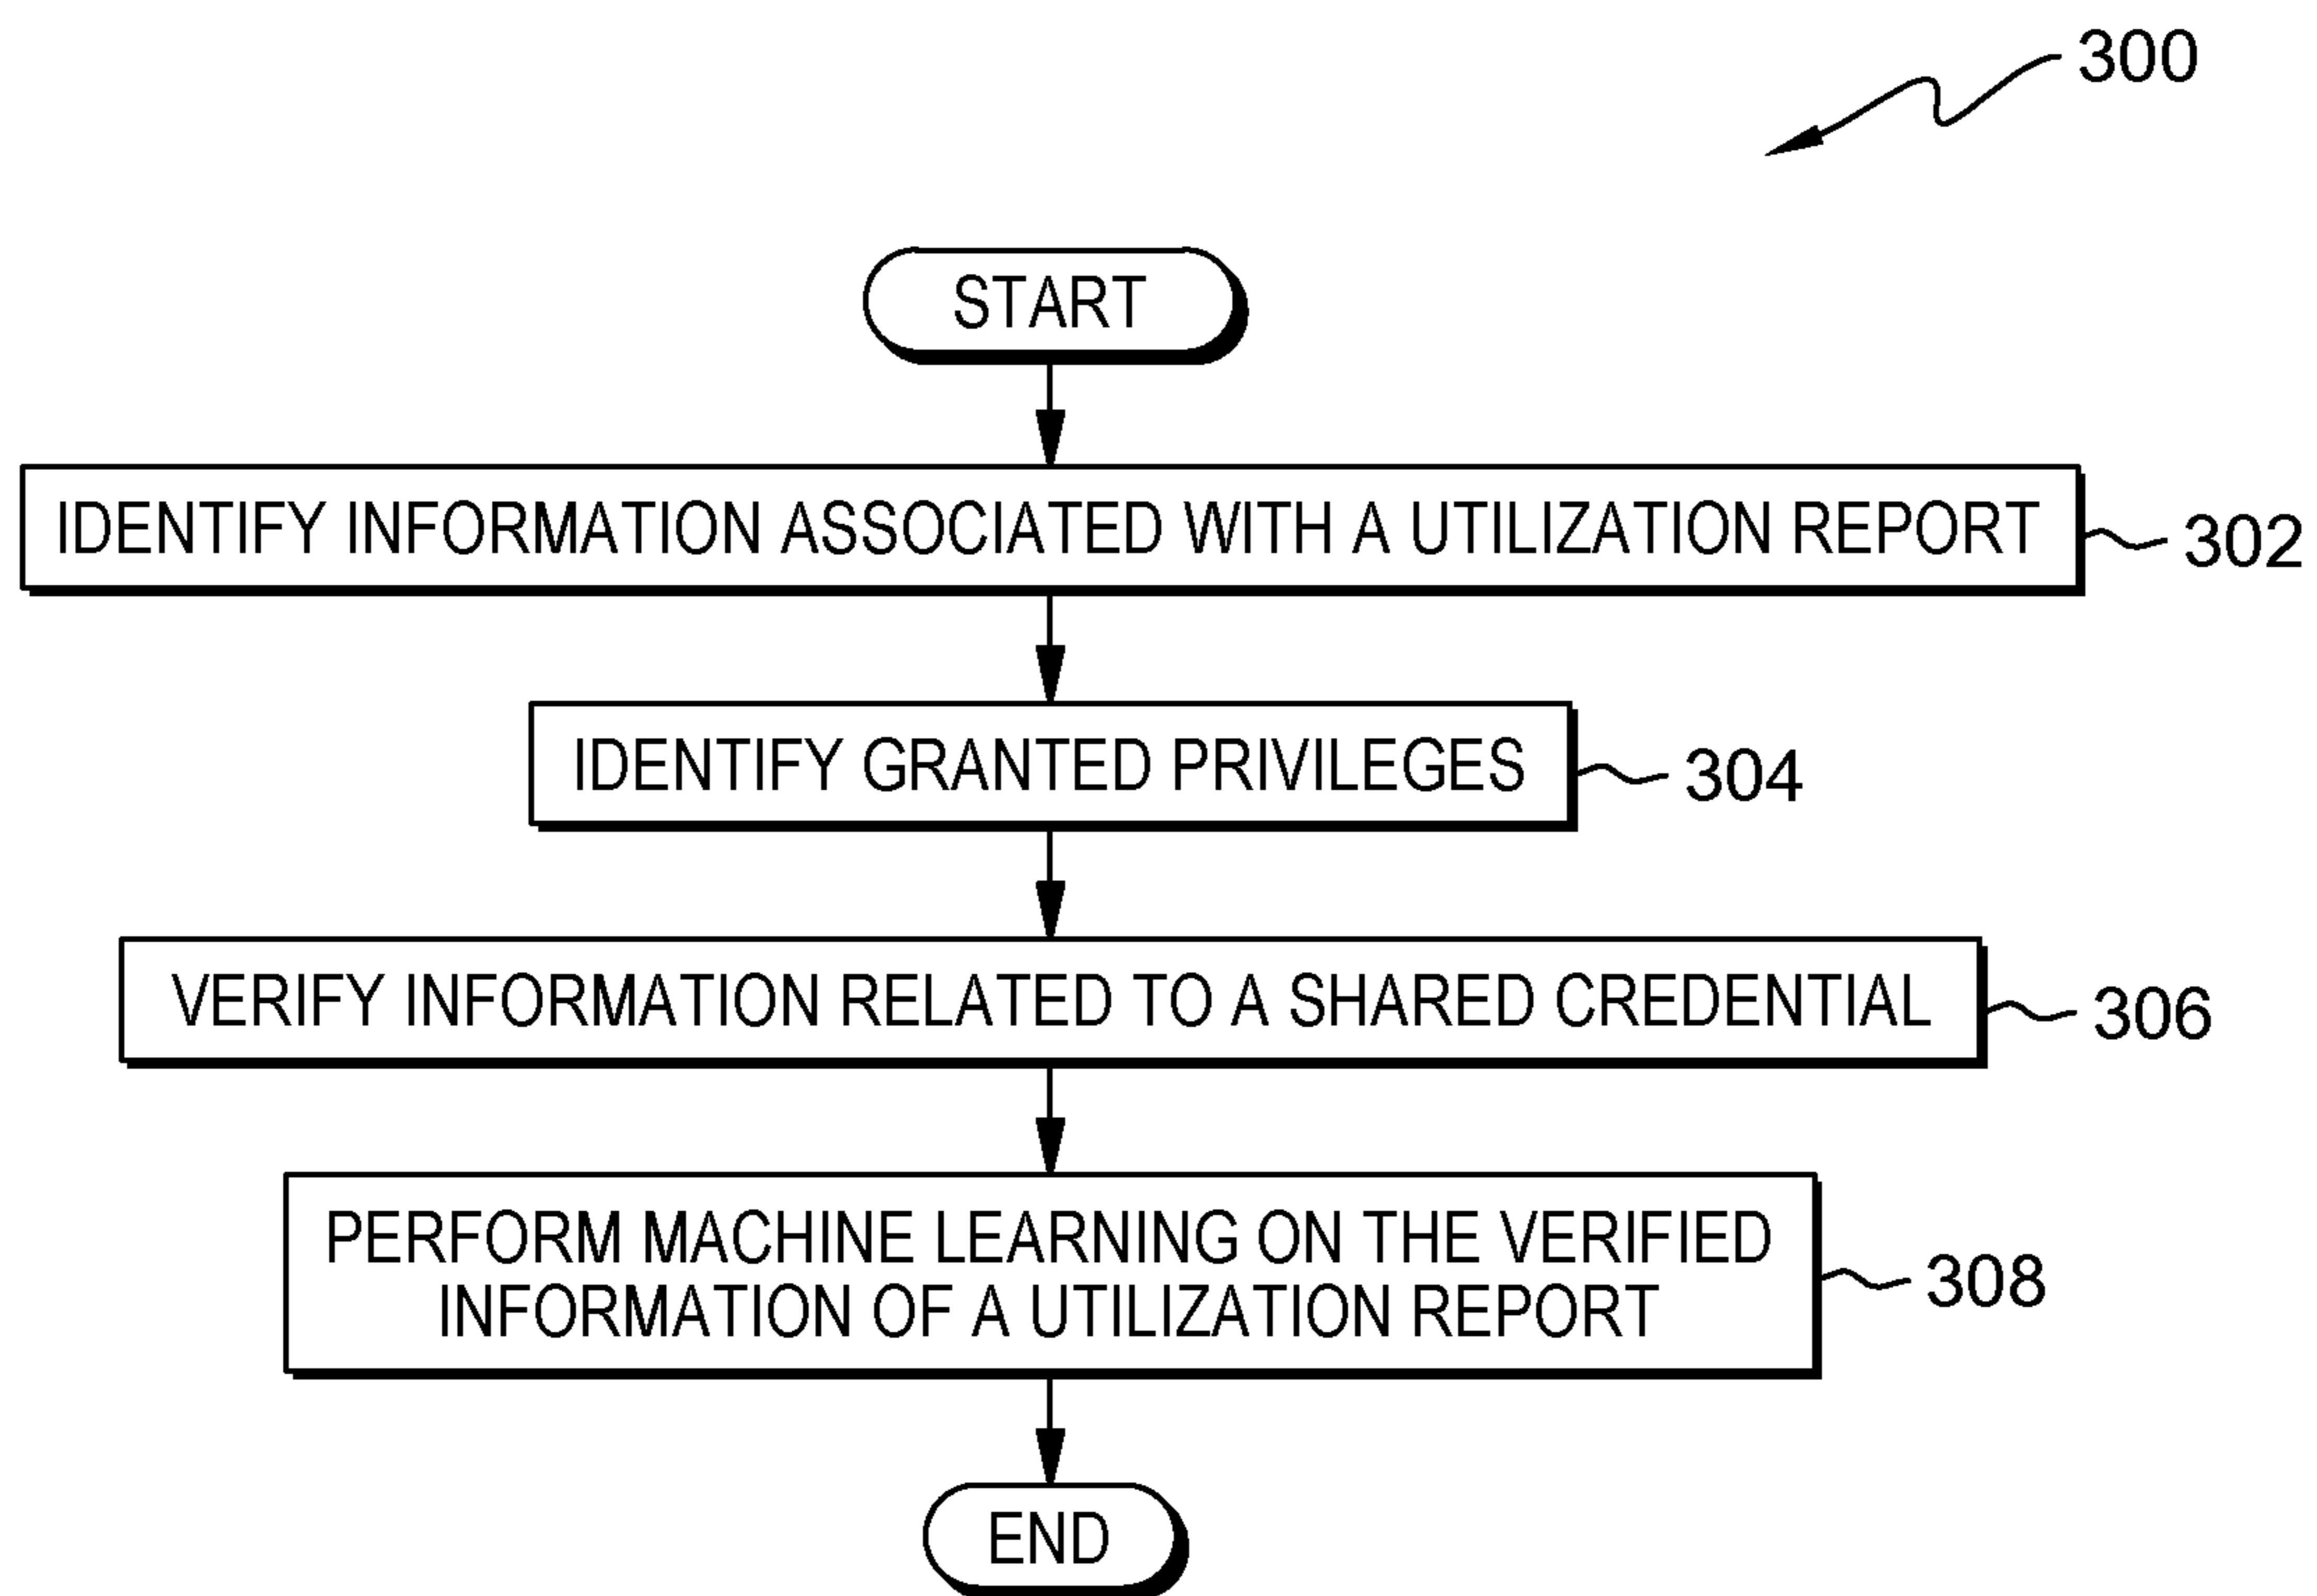 300
START
IDENTIFY INFORMATION ASSOCIATED WITH A UTILIZATION REPORT
302
IDENTIFY GRANTED PRIVILEGES
304
VERIFY INFORMATION RELATED TO A SHARED CREDENTIAL
306
PERFORM MACHINE LEARNING ON THE VERIFIED
INFORMATION OF A UTILIZATION REPORT
308
END